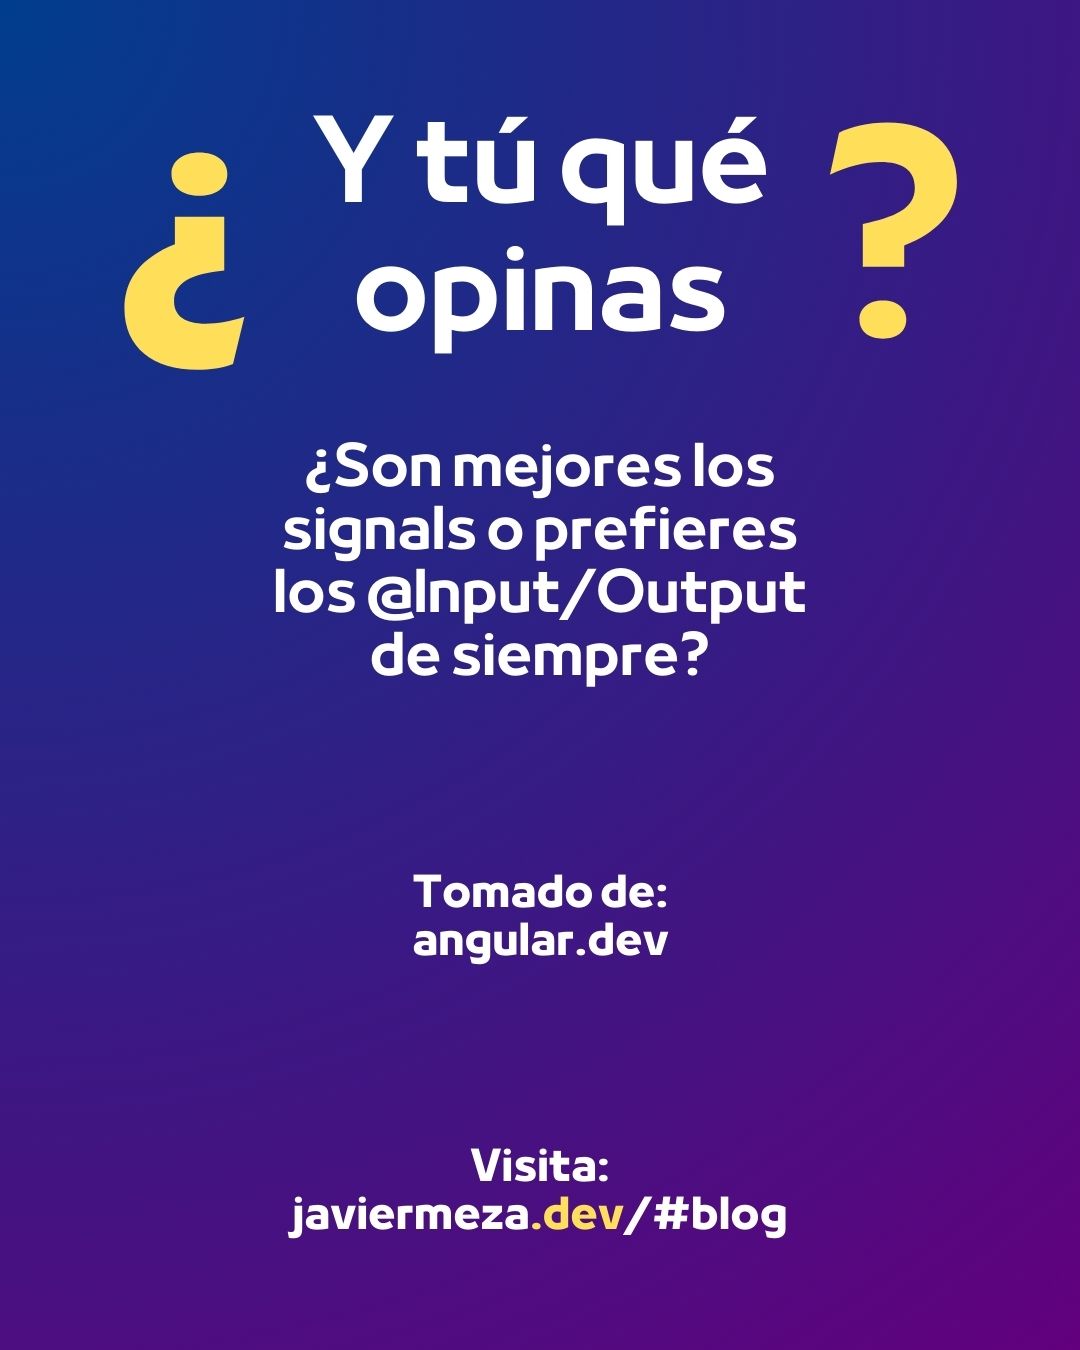 ¿Y tú qué
opinas?
¿Son mejores los
signals o prefieres
los @Input/Output
de siempre?
Tomado de:
angular.dev
Visita:
javiermeza.dev/#blog